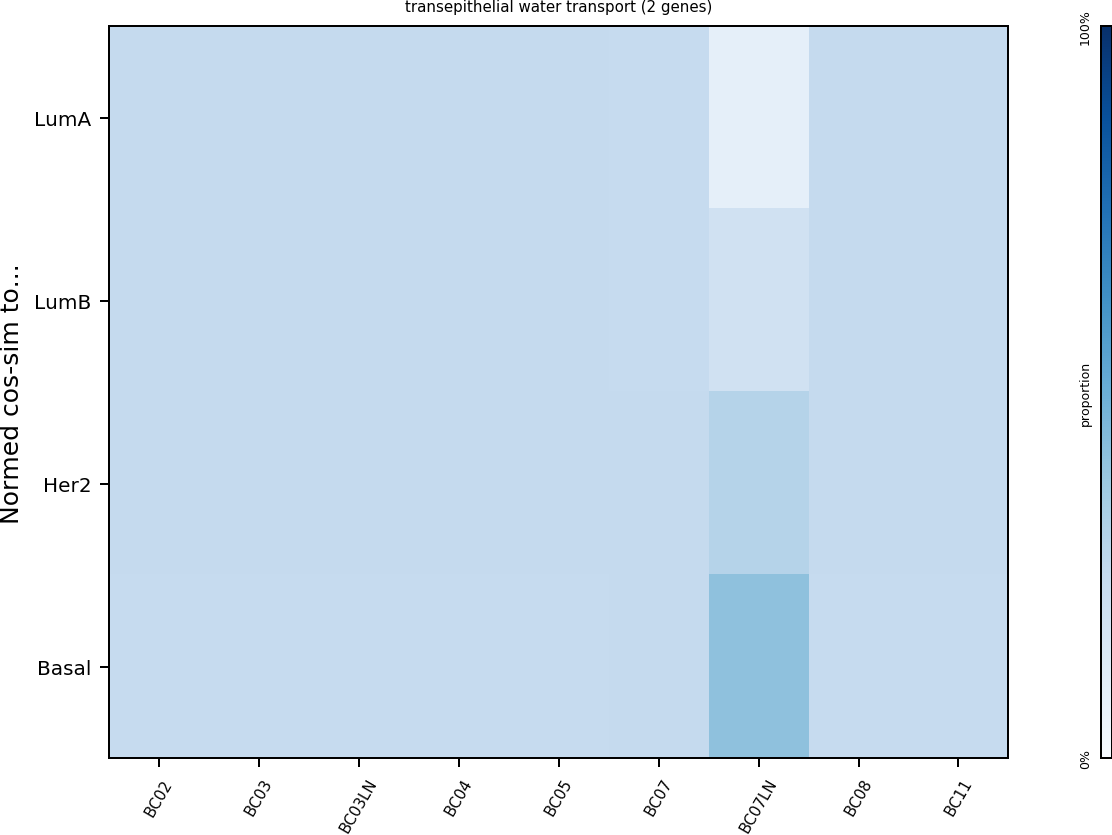 transepithelial water transport (2 genes)
Normed cos-sim to...
LumA
LumB
Her2
Basal
BC02
BC03
BC03LN
BC04
BC05
BC07
BC07LN
BC08
BC11
100%
proportion
0%